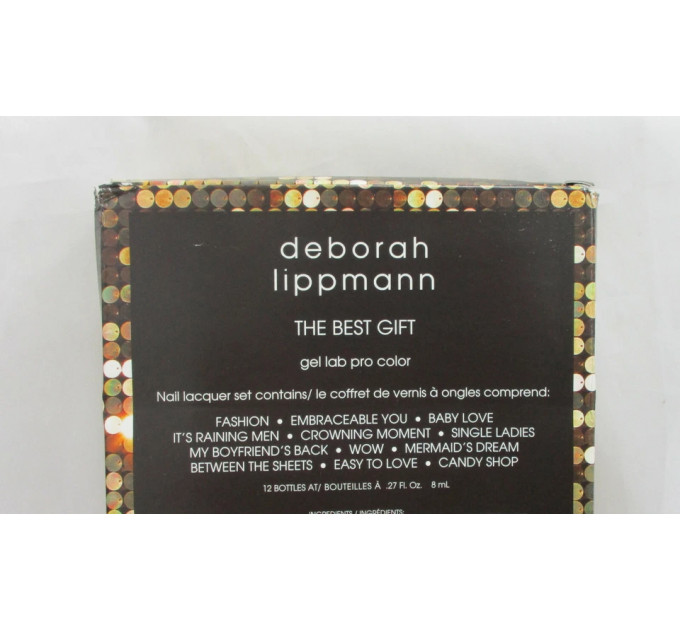 deborah
lippmann
THE BEST GIFT
gel lab pro color
Nail lacquer set contains/ le coffret de vernis à ongles comprend:
FASHION • EMBRACEABLE YOU • BABY LOVE
IT'S RAINING MEN • CROWNING MOMENT • SINGLE LADIES
MY BOYFRIEND'S BACK • WOW • MERMAID'S DREAM
BETWEEN THE SHEETS • EASY TO LOVE • CANDY SHOP
12 BOTTLES AT/ BOUTEILLES À .27 FL. Oz. 8 mL
INGREDIENTS / INGRÉDIENTS: